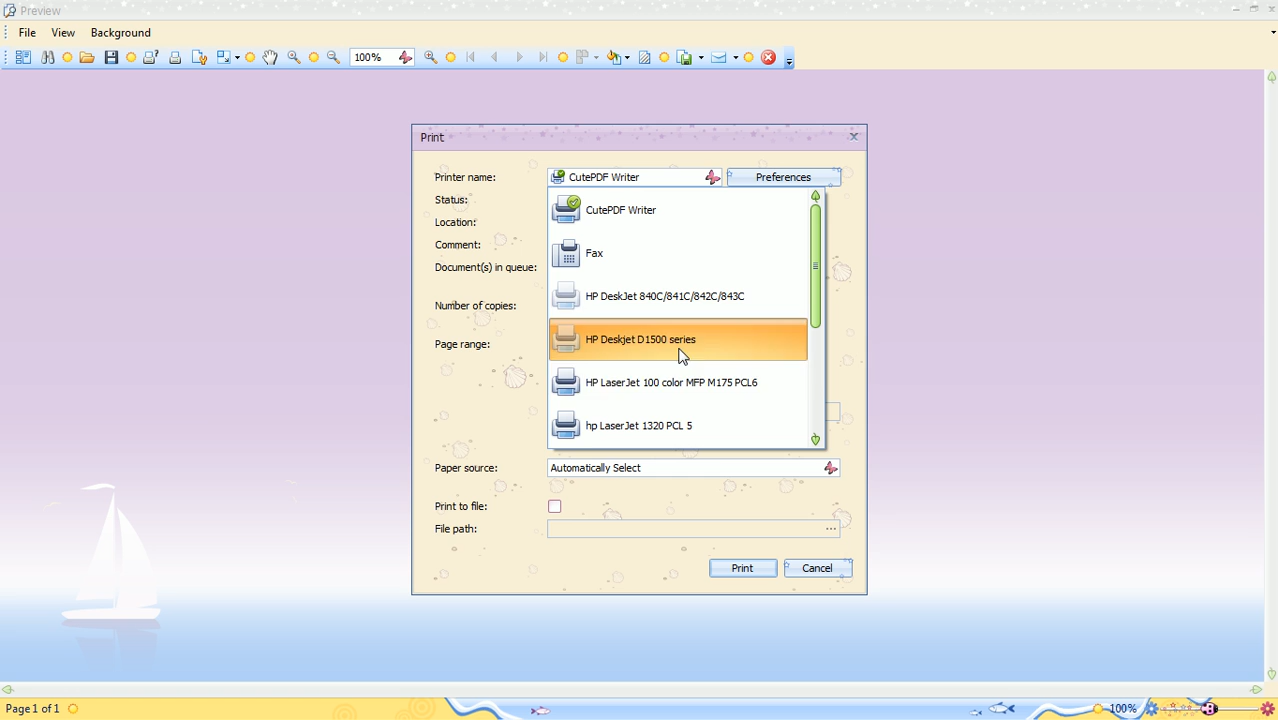 Preview
File View Background
100%
Print
Printer name: CutePDF Writer Preferences
Status:
Location:
Comment:
Document(s) in queue:
Number of copies:
Page range:
CutePDF Writer
Fax
HP DeskJet 840C/841C/842C/843C
HP Deskjet D1500 series
HP LaserJet 100 color MFP M175 PCL6
hp LaserJet 1320 PCL 5
Paper source: Automatically Select
Print to file:
File path: ...
Print Cancel
Page 1 of 1 100%